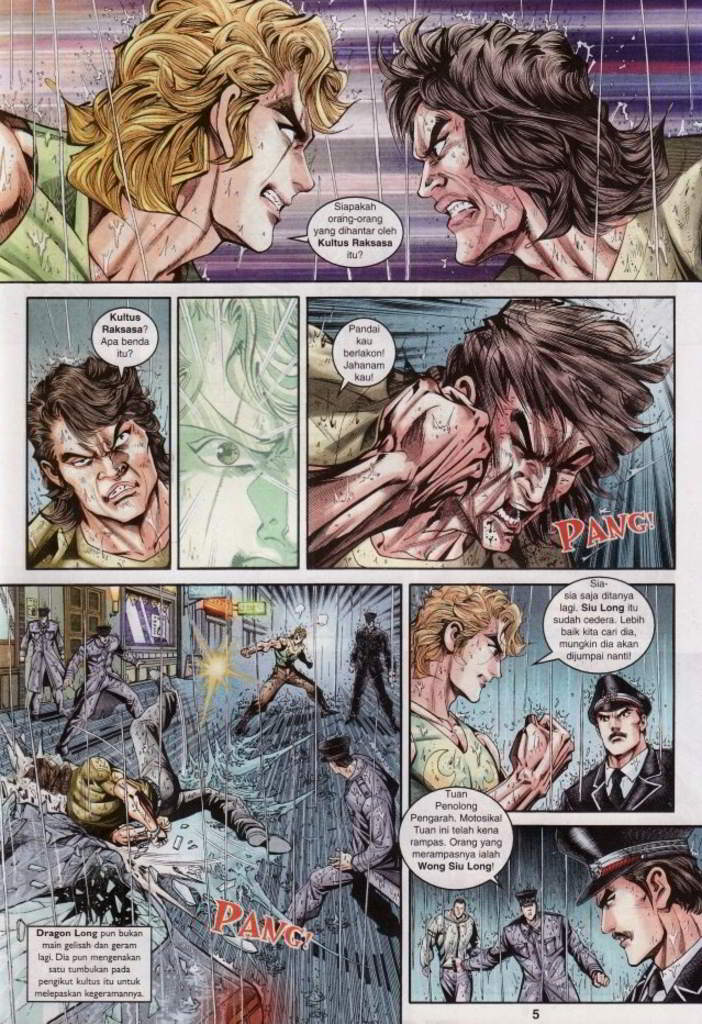 Siapakah
orang-orang
yang dihantar oleh
Kultus Raksasa
itu?
Kultus
Raksasa?
Apa benda
itu?
Pandai
kau
berlakon!
Jahanam
kau!
PANG!
PANG!
Dragon Long pun bukan
main gelisah dan geram
lagi. Dia pun mengenakan
satu tumbukan pada
pengikut kultus itu untuk
melepaskan kegeramannya.
Sia-
sia saja ditanya
lagi. Siu Long itu
sudah cedera. Lebih
baik kita cari dia,
mungkin dia akan
dijumpai nanti!
Tuan
Penolong
Pengarah. Motosikal
Tuan ini telah kena
rampas. Orang yang
merampasnya ialah
Wong Siu Long!
5